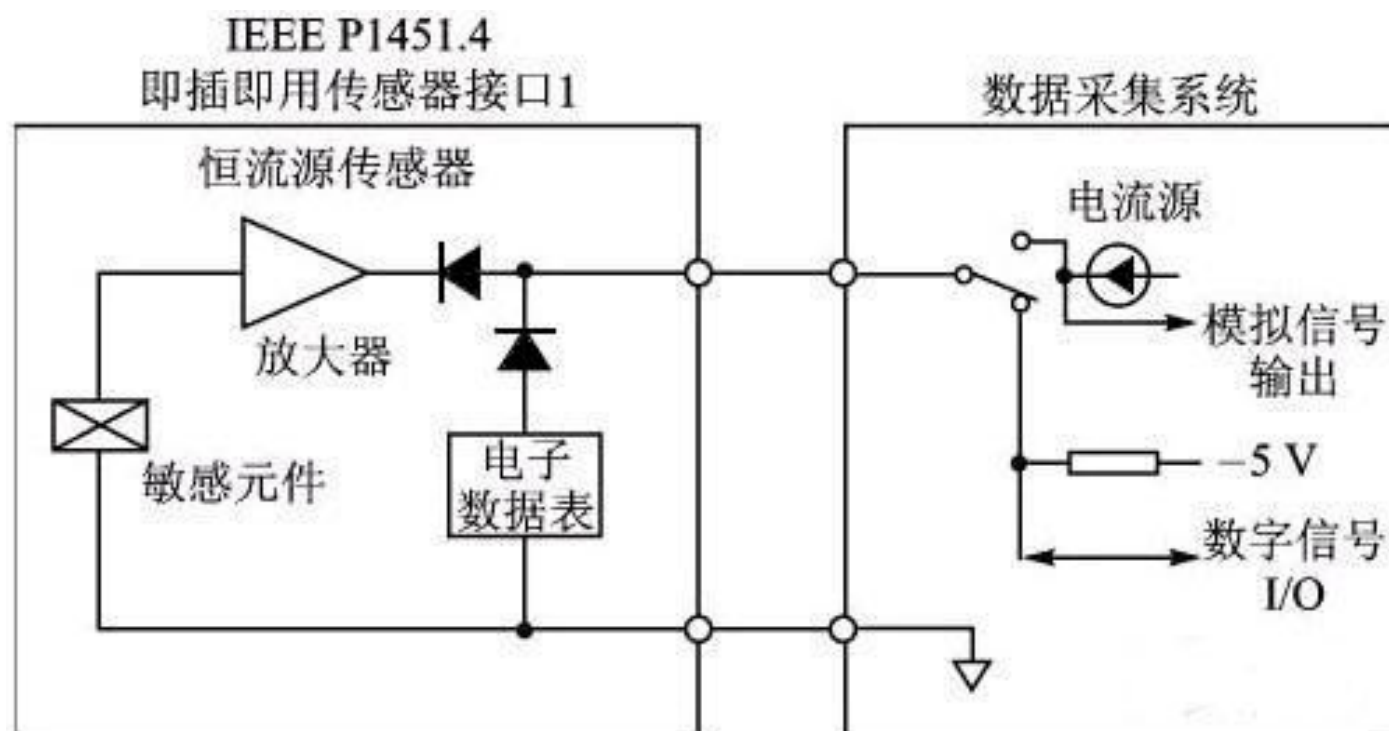 IEEE P1451.4
即插即用传感器接口1
数据采集系统
恒流源传感器
电流源
放大器
模拟信号
输出
敏感元件
电子
数据表
–5 V
数字信号
I/O